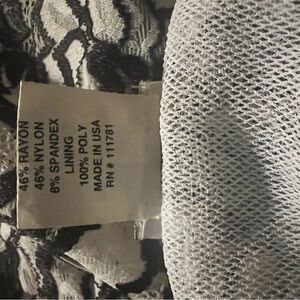 46% RAYON
46% NYLON
8% SPANDEX
LINING
100% POLY
MADE IN USA
RN # 111781